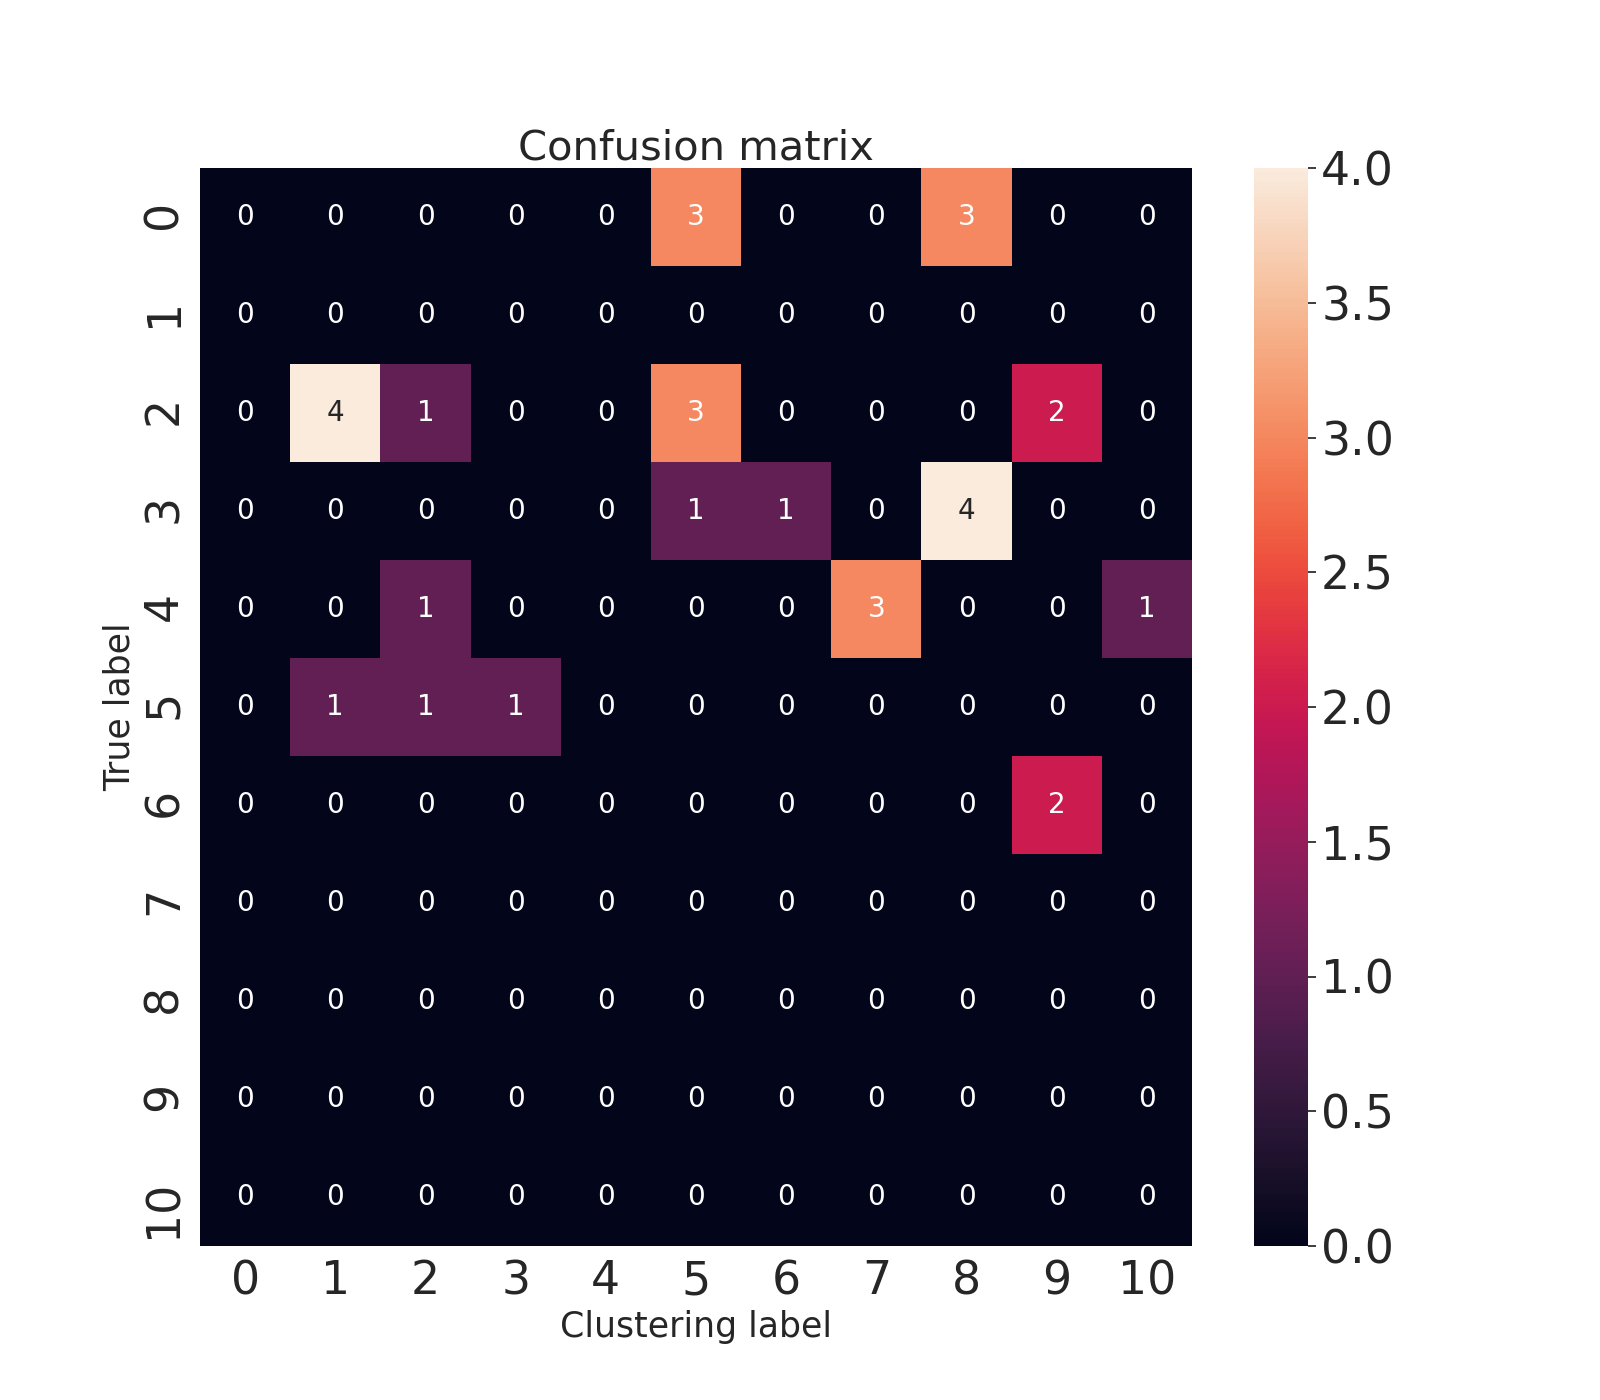 Confusion matrix
0 0 0 0 0 0 3 0 0 3 0 0
1 0 0 0 0 0 0 0 0 0 0 0
2 0 4 1 0 0 3 0 0 0 2 0
3 0 0 0 0 0 1 1 0 4 0 0
4 0 0 1 0 0 0 0 3 0 0 1
5 0 1 1 1 0 0 0 0 0 0 0
6 0 0 0 0 0 0 0 0 0 2 0
7 0 0 0 0 0 0 0 0 0 0 0
8 0 0 0 0 0 0 0 0 0 0 0
9 0 0 0 0 0 0 0 0 0 0 0
10 0 0 0 0 0 0 0 0 0 0 0
True label
0 1 2 3 4 5 6 7 8 9 10
Clustering label
4.0
3.5
3.0
2.5
2.0
1.5
1.0
0.5
0.0